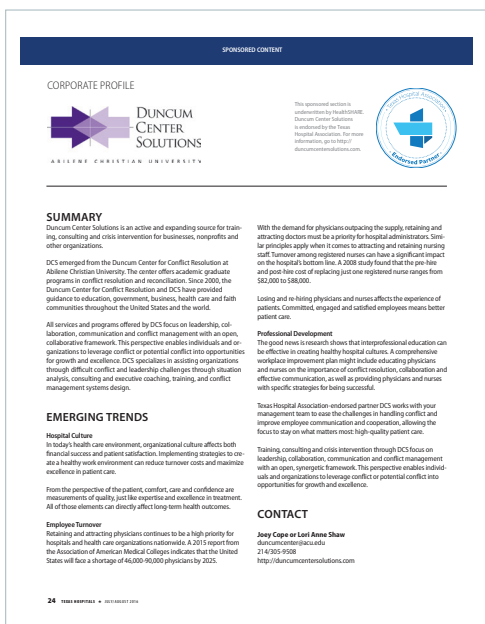 SPONSORED CONTENT
CORPORATE PROFILE
DUNCUM
CENTER
SOLUTIONS
ABILENE CHRISTIAN UNIVERSITY'S
This sponsored section is
underwritten by HealthSHARE.
Duncum Center Solutions
is endorsed by the Texas
Hospital Association. For more
information, go to http://
duncumcentersolutions.com.
Texas Hospital Association
Endorsed Partner
SUMMARY
Duncum Center Solutions is an active and expanding source for train-
ing, consulting and crisis intervention for businesses, nonprofits and
other organizations.
DCS emerged from the Duncum Center for Conflict Resolution at
Abilene Christian University. The center offers academic graduate
programs in conflict resolution and reconciliation. Since 2000, the
Duncum Center for Conflict Resolution and DCS have provided
guidance to education, government, business, health care and faith
communities throughout the United States and the world.
All services and programs offered by DCS focus on leadership, col-
laboration, communication and conflict management with an open,
collaborative framework. This perspective enables individuals and or-
ganizations to leverage conflict or potential conflict into opportunities
for growth and excellence. DCS specializes in assisting organizations
through difficult conflict and leadership challenges through situation
analysis, consulting and executive coaching, training, and conflict
management systems design.
EMERGING TRENDS
Hospital Culture
In today's health care environment, organizational culture affects both
financial success and patient satisfaction. Implementing strategies to cre-
ate a healthy work environment can reduce turnover costs and maximize
excellence in patient care.
From the perspective of the patient, comfort, care and confidence are
measurements of quality, just like expertise and excellence in treatment.
All of those elements can directly affect long-term health outcomes.
Employee Turnover
Retaining and attracting physicians continues to be a high priority for
hospitals and health care organizations nationwide. A 2015 report from
the Association of American Medical Colleges indicates that the United
States will face a shortage of 46,000-90,000 physicians by 2025.
With the demand for physicians outpacing the supply, retaining and
attracting doctors must be a priority for hospital administrators. Simi-
lar principles apply when it comes to attracting and retaining nursing
staff. Turnover among registered nurses can have a significant impact
on the hospital's bottom line. A 2008 study found that the pre-hire
and post-hire cost of replacing just one registered nurse ranges from
$82,000 to $88,000.
Losing and re-hiring physicians and nurses affects the experience of
patients. Committed, engaged and satisfied employees means better
patient care.
Professional Development
The good news is research shows that interprofessional education can
be effective in creating healthy hospital cultures. A comprehensive
workplace improvement plan might include educating physicians
and nurses on the importance of conflict resolution, collaboration and
effective communication, as well as providing physicians and nurses
with specific strategies for being successful.
Texas Hospital Association-endorsed partner DCS works with your
management team to ease the challenges in handling conflict and
improve employee communication and cooperation, allowing the
focus to stay on what matters most: high-quality patient care.
Training, consulting and crisis intervention through DCS focus on
leadership, collaboration, communication and conflict management
with an open, synergetic framework. This perspective enables individ-
uals and organizations to leverage conflict or potential conflict into
opportunities for growth and excellence.
CONTACT
Joey Cope or Lori Anne Shaw
duncumcenter@acu.edu
214/305-9508
http://duncumcentersolutions.com
24 TEXAS HOSPITALS ● JULY/AUGUST 2016